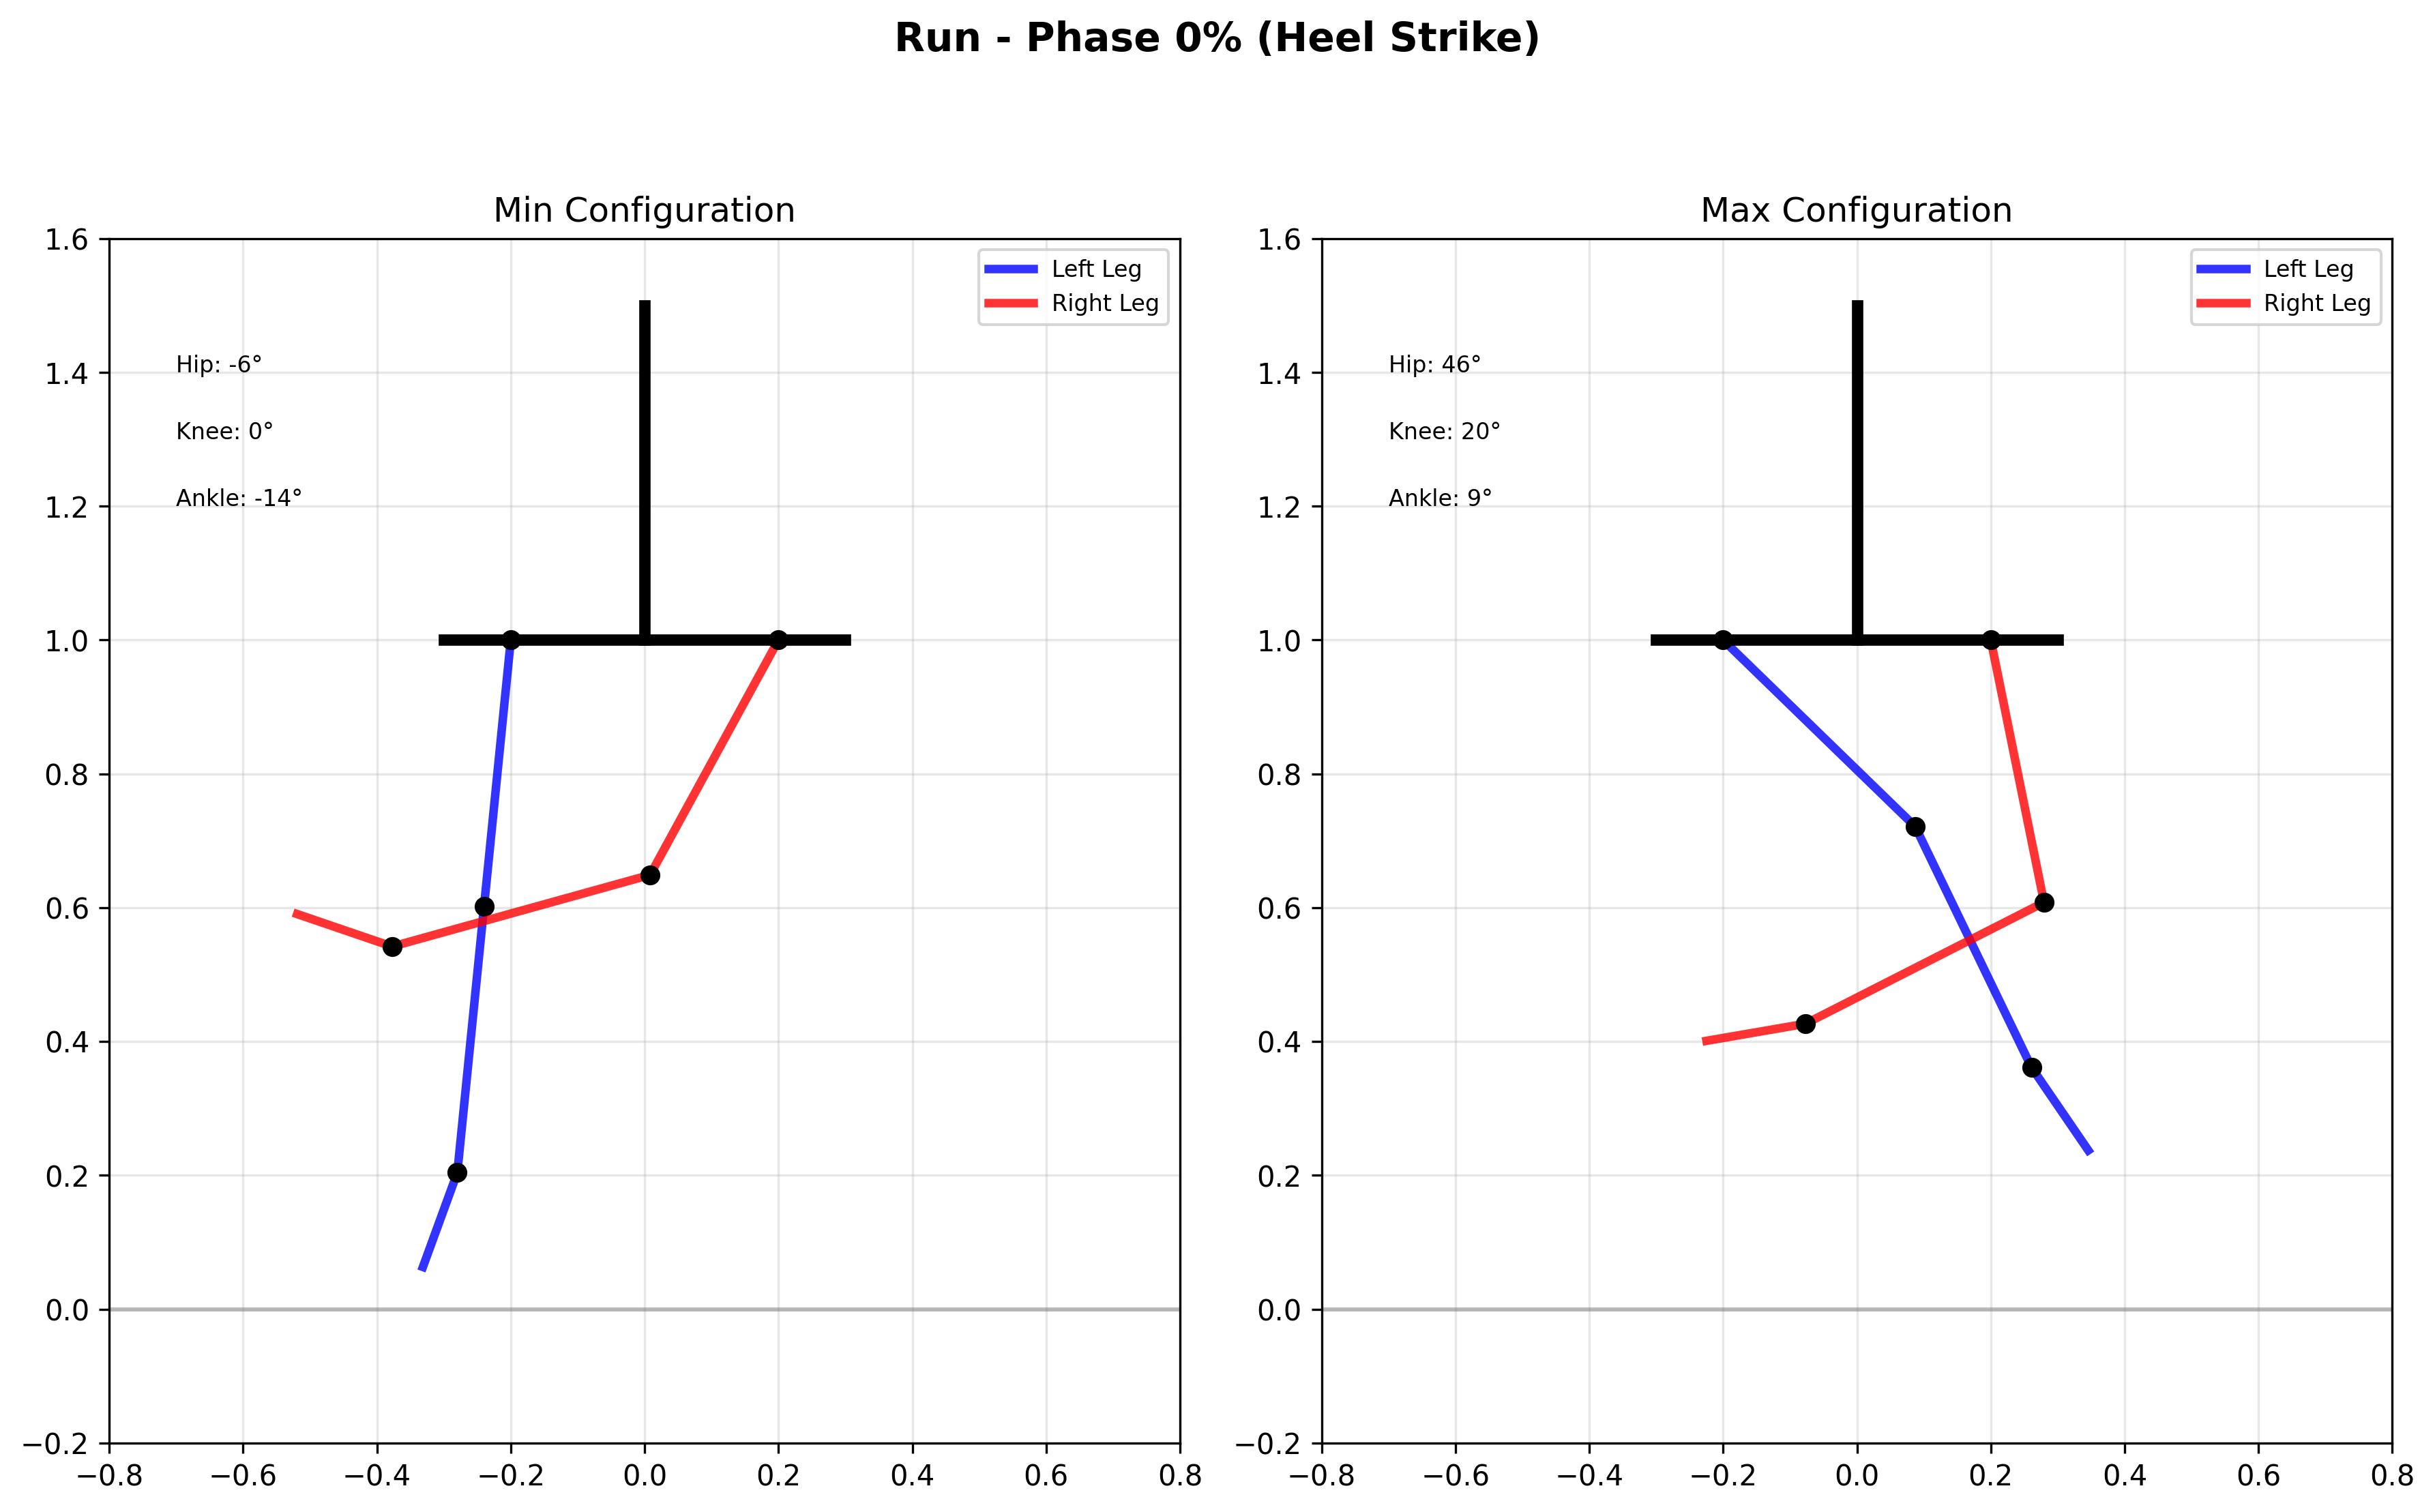 Run - Phase 0% (Heel Strike)
Min Configuration
1.6
1.4
1.2
1.0
0.8
0.6
0.4
0.2
0.0
−0.2
−0.8
−0.6
−0.4
−0.2
0.0
0.2
0.4
0.6
0.8
Left Leg
Right Leg
Hip: -6°
Knee: 0°
Ankle: -14°
Max Configuration
1.6
1.4
1.2
1.0
0.8
0.6
0.4
0.2
0.0
−0.2
−0.8
−0.6
−0.4
−0.2
0.0
0.2
0.4
0.6
0.8
Left Leg
Right Leg
Hip: 46°
Knee: 20°
Ankle: 9°